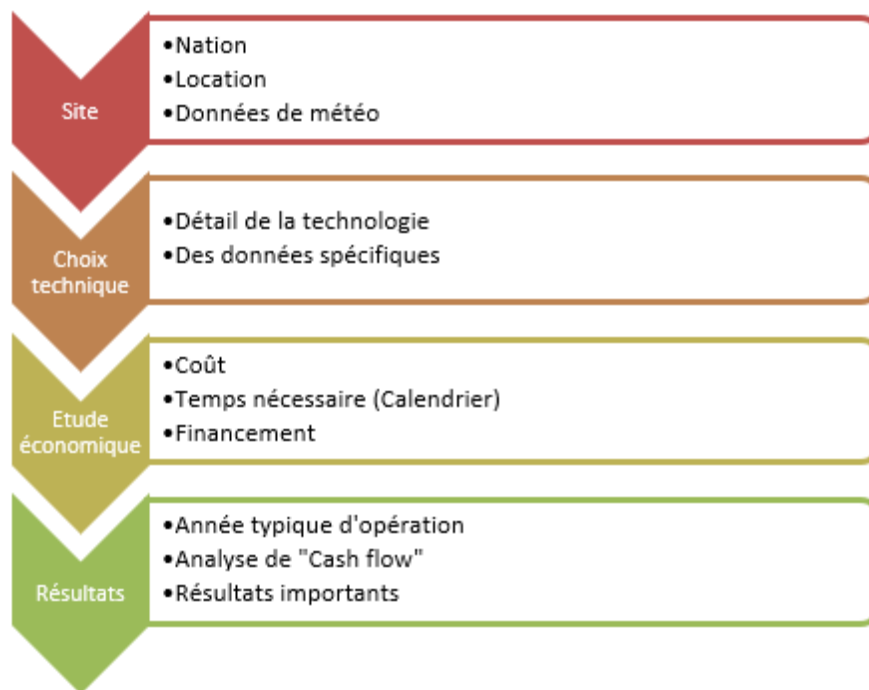 Site
•Nation
•Location
•Données de météo
Choix
technique
•Détail de la technologie
•Des données spécifiques
Etude
économique
•Coût
•Temps nécessaire (Calendrier)
•Financement
Résultats
•Année typique d'opération
•Analyse de "Cash flow"
•Résultats importants